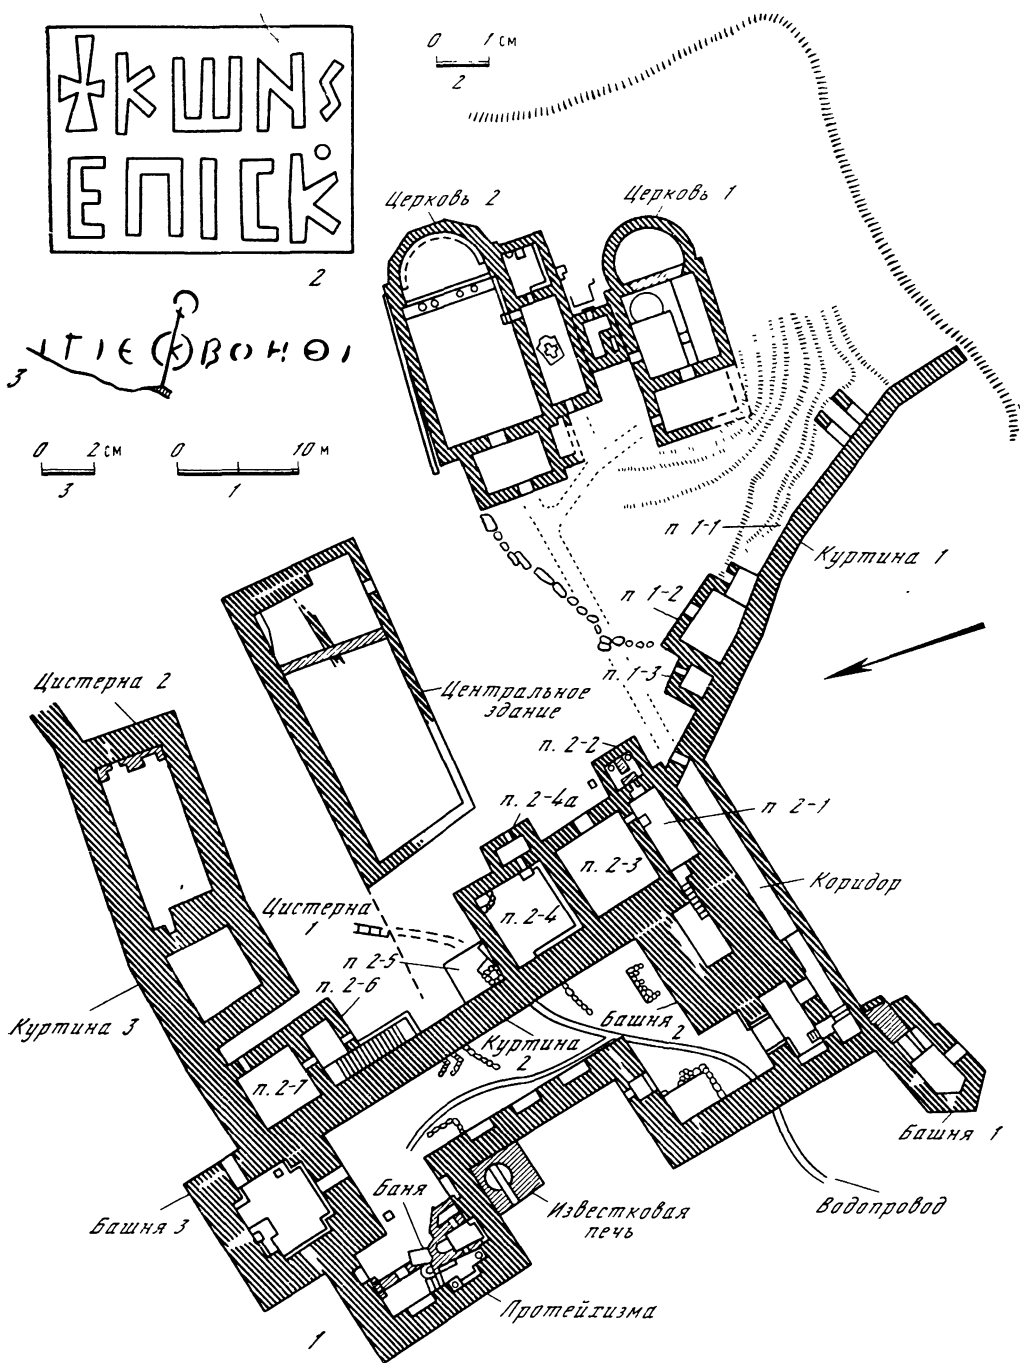 ☩ΚШΝS
ЕПІСК
2
0 1 см
2
Церковь 2
Церковь 1
3
0 2 см
3
0 10 м
1
п 1-1
Куртина 1
п 1-2
п. 1-3
Цистерна 2
Центральное
здание
п. 2-2
п. 2-4а
п 2-1
п. 2-3
Коридор
Цистерна
1
п. 2-4
п 2-5
п. 2-6
Куртина 3
Башня
2
Куртина
2
п. 2-7
Башня 1
Баня
Водопровод
Башня 3
Известковая
печь
Протейхизма
1